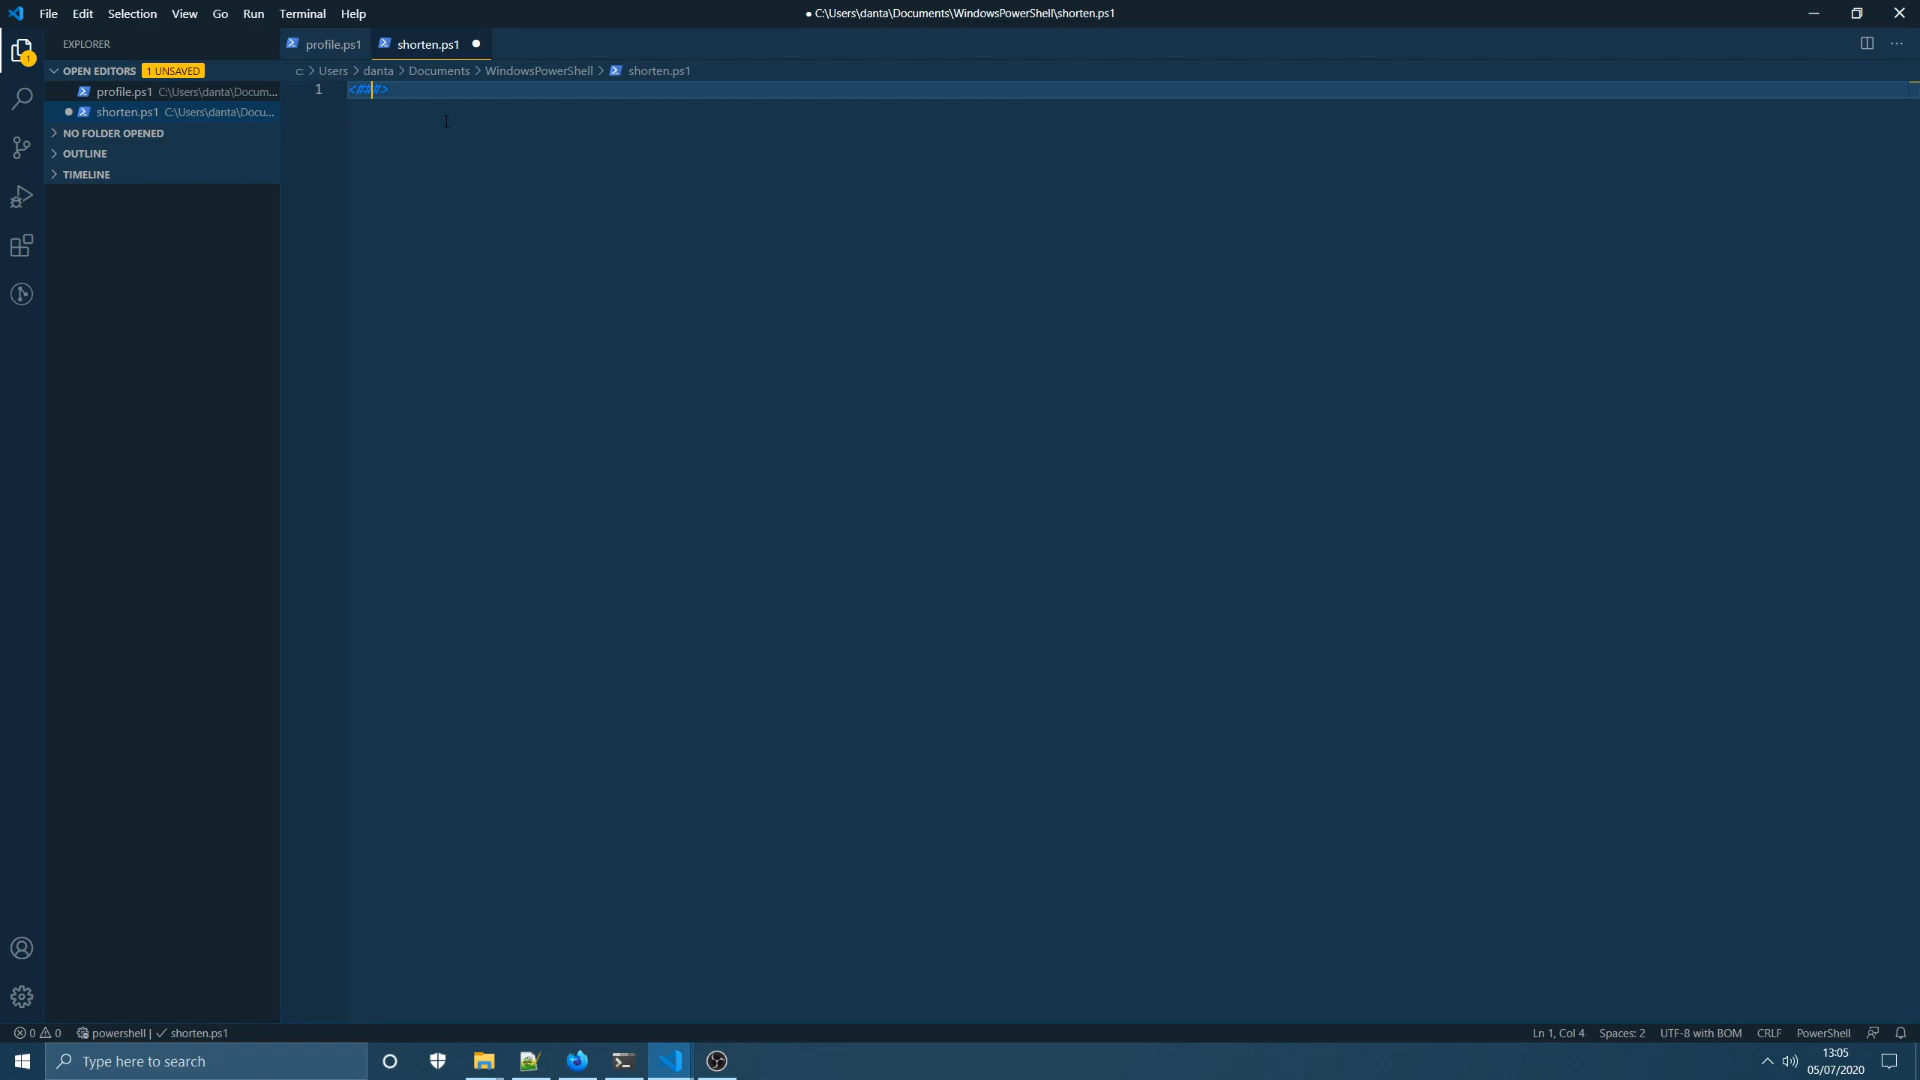 File Edit Selection View Go Run Terminal Help
● C:\Users\danta\Documents\WindowsPowerShell\shorten.ps1
EXPLORER
profile.ps1
shorten.ps1 ●
OPEN EDITORS 1 UNSAVED
c: > Users > danta > Documents > WindowsPowerShell > shorten.ps1
1 <###>
1
profile.ps1 C:\Users\danta\Docum...
shorten.ps1 C:\Users\danta\Docu...
NO FOLDER OPENED
OUTLINE
TIMELINE
0 0 powershell | ✓ shorten.ps1
Ln 1, Col 4 Spaces: 2 UTF-8 with BOM CRLF PowerShell
Type here to search
13:05
05/07/2020